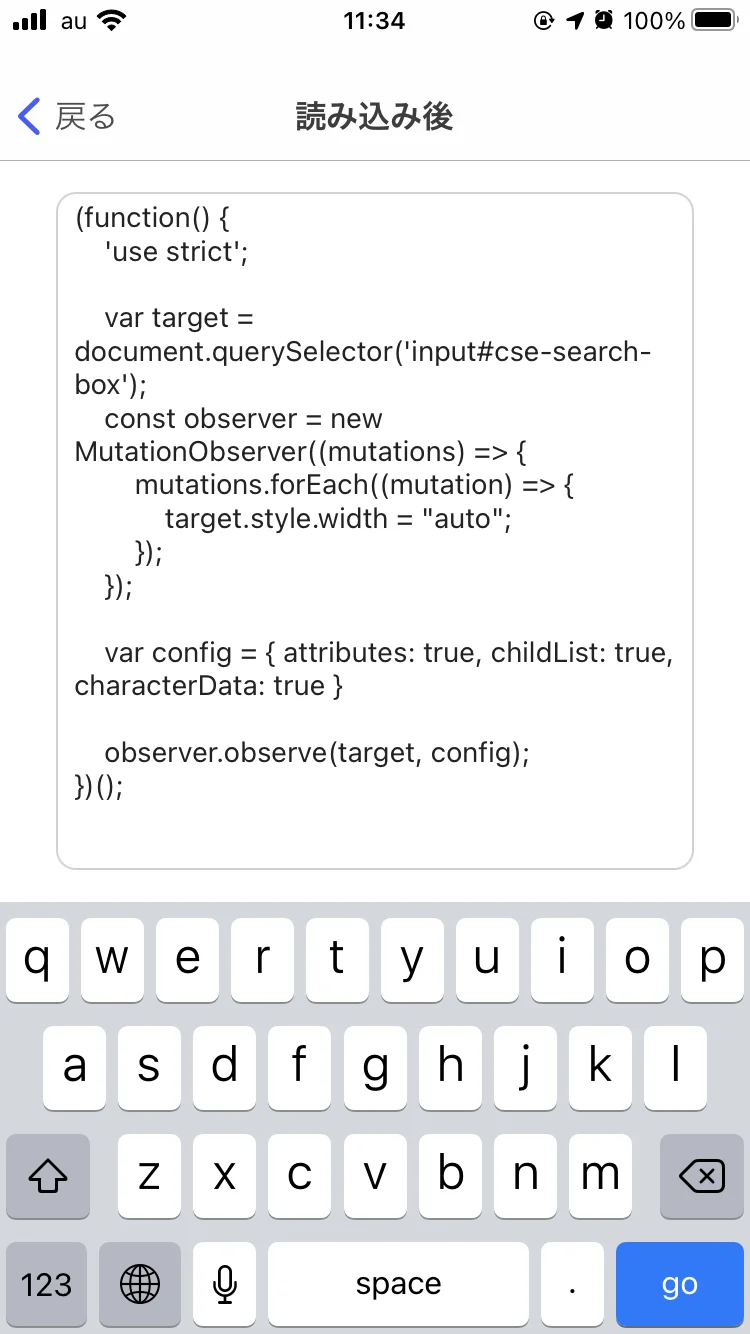 au 11:34 100%
戻る 読み込み後
(function() {
    'use strict';

    var target =
document.querySelector('input#cse-search-
box');
    const observer = new
MutationObserver((mutations) => {
        mutations.forEach((mutation) => {
            target.style.width = "auto";
        });
    });

    var config = { attributes: true, childList: true,
characterData: true }

    observer.observe(target, config);
})();
q w e r t y u i o p
a s d f g h j k l
z x c v b n m
123 space . go